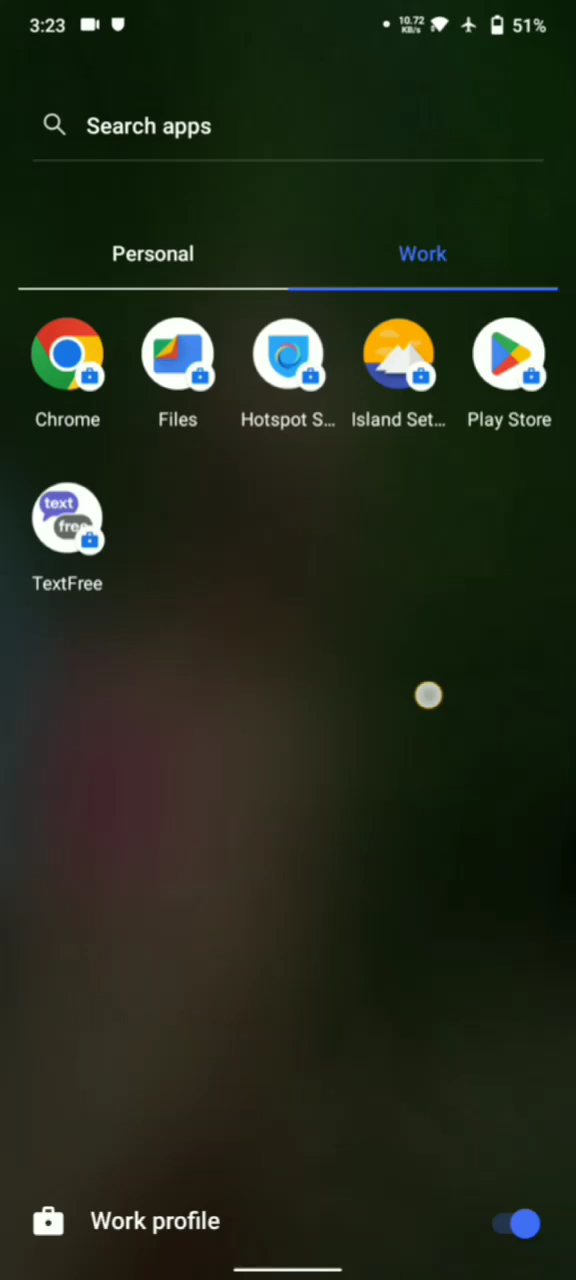 3:23 10.72 KB/s 51%
Search apps
Personal Work
Chrome Files Hotspot S... Island Set... Play Store
text
free
TextFree
Work profile